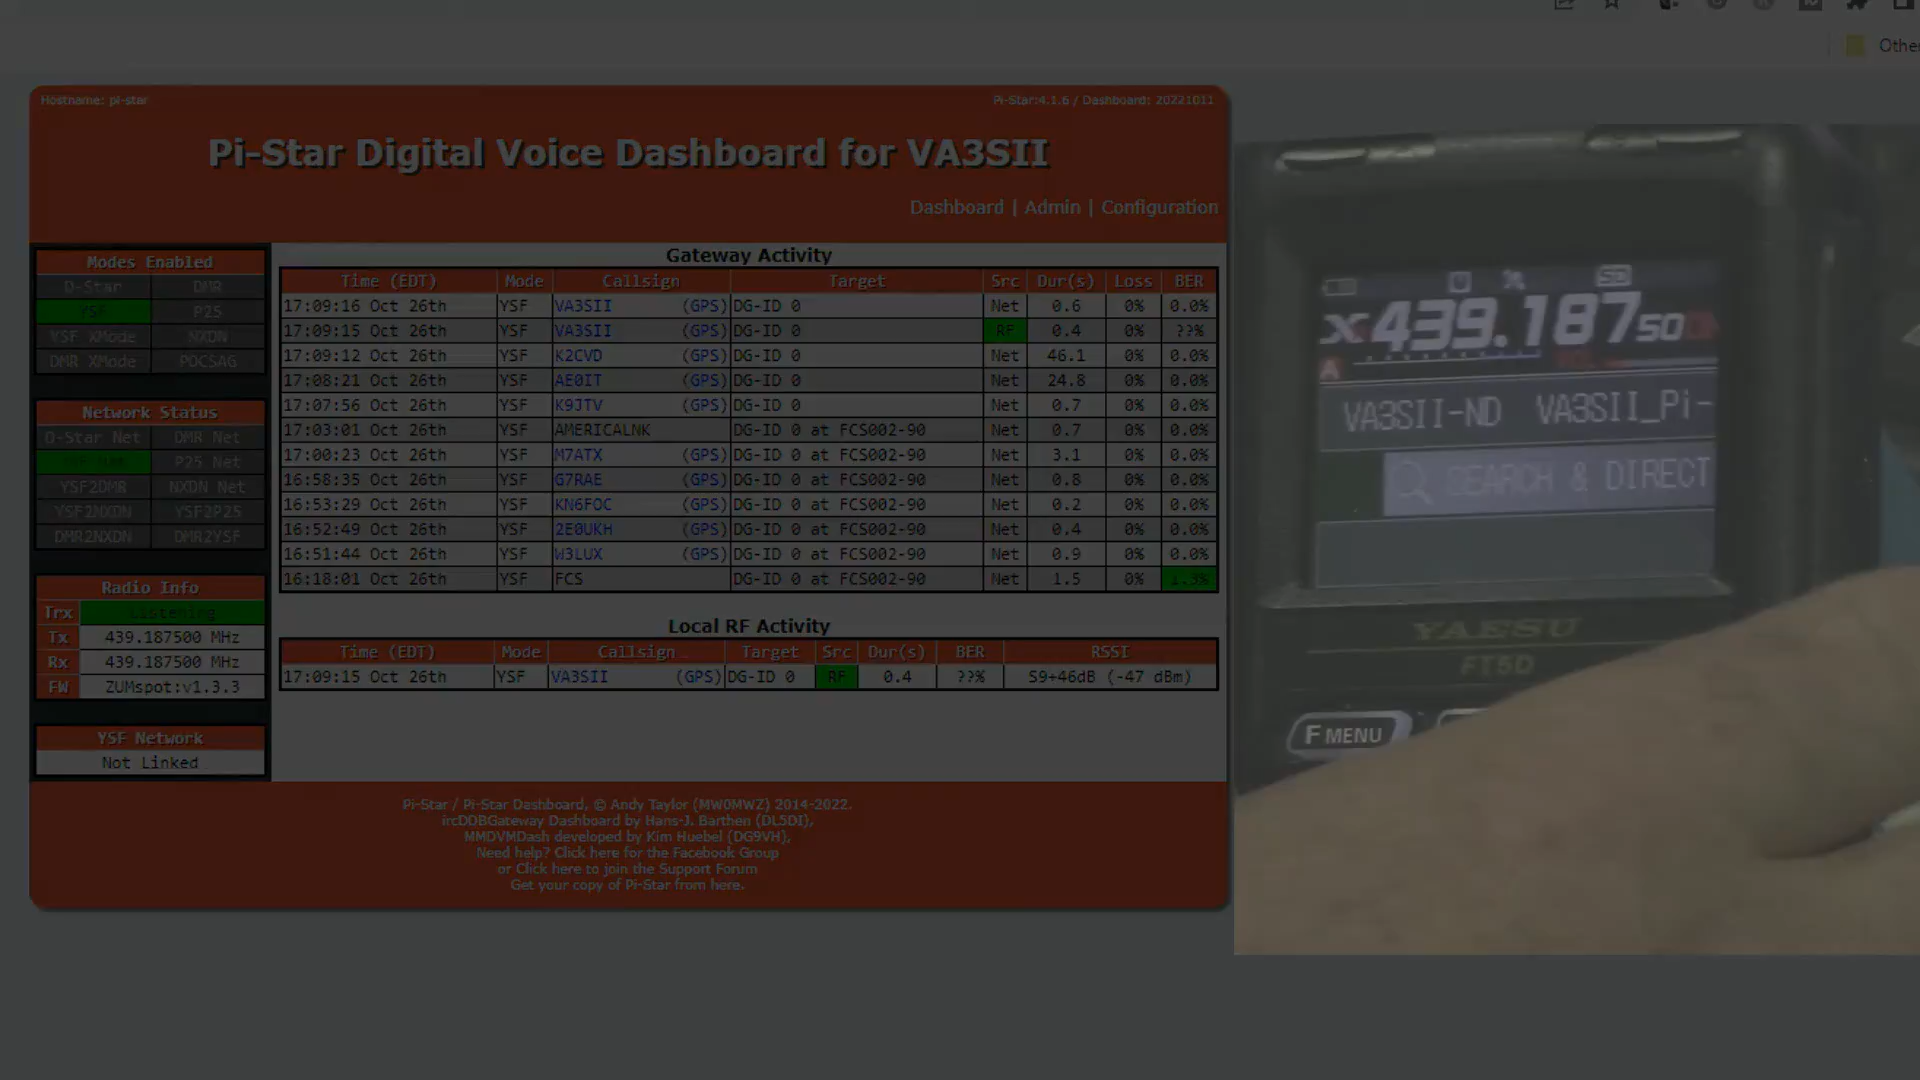 Other
Hostname: pi-star
Pi-Star:4.1.6 / Dashboard: 20221011
Pi-Star Digital Voice Dashboard for VA3SII
Dashboard | Admin | Configuration
Modes Enabled
D-Star DMR
YSF P25
YSF XMode NXDN
DMR XMode POCSAG
Network Status
D-Star Net DMR Net
P25 Net
YSF2DMR NXDN Net
YSF2NXDN YSF2P25
DMR2NXDN DMR2YSF
Radio Info
Trx Listening
Tx 439.187500 MHz
Rx 439.187500 MHz
FW ZUMspot:v1.3.3
YSF Network
Not Linked
Gateway Activity
Time (EDT) Mode Callsign Target Src Dur(s) Loss BER
17:09:16 Oct 26th YSF VA3SII (GPS) DG-ID 0 Net 0.6 0% 0.0%
17:09:15 Oct 26th YSF VA3SII (GPS) DG-ID 0 RF 0.4 0% ??%
17:09:12 Oct 26th YSF K2CVD (GPS) DG-ID 0 Net 46.1 0% 0.0%
17:08:21 Oct 26th YSF AE0IT (GPS) DG-ID 0 Net 24.8 0% 0.0%
17:07:56 Oct 26th YSF K9JTV (GPS) DG-ID 0 Net 0.7 0% 0.0%
17:03:01 Oct 26th YSF AMERICALNK DG-ID 0 at FCS002-90 Net 0.7 0% 0.0%
17:00:23 Oct 26th YSF M7ATX (GPS) DG-ID 0 at FCS002-90 Net 3.1 0% 0.0%
16:58:35 Oct 26th YSF G7RAE (GPS) DG-ID 0 at FCS002-90 Net 0.8 0% 0.0%
16:53:29 Oct 26th YSF KN6FOC (GPS) DG-ID 0 at FCS002-90 Net 0.2 0% 0.0%
16:52:49 Oct 26th YSF 2E0UKH (GPS) DG-ID 0 at FCS002-90 Net 0.4 0% 0.0%
16:51:44 Oct 26th YSF W3LUX (GPS) DG-ID 0 at FCS002-90 Net 0.9 0% 0.0%
16:18:01 Oct 26th YSF FCS DG-ID 0 at FCS002-90 Net 1.5 0% 1.3%
Local RF Activity
Time (EDT) Mode Callsign Target Src Dur(s) BER RSSI
17:09:15 Oct 26th YSF VA3SII (GPS) DG-ID 0 RF 0.4 ??% S9+46dB (-47 dBm)
Pi-Star / Pi-Star Dashboard, © Andy Taylor (MW0MWZ) 2014-2022.
ircDDBGateway Dashboard by Hans-J. Barthen (DL5DI),
MMDVMDash developed by Kim Huebel (DG9VH),
Need help? Click here for the Facebook Group
or Click here to join the Support Forum
Get your copy of Pi-Star from here.
SD
X439.18750
A
VA3SII-ND VA3SII_Pi-
SEARCH & DIRECT
YAESU
FT5D
F MENU